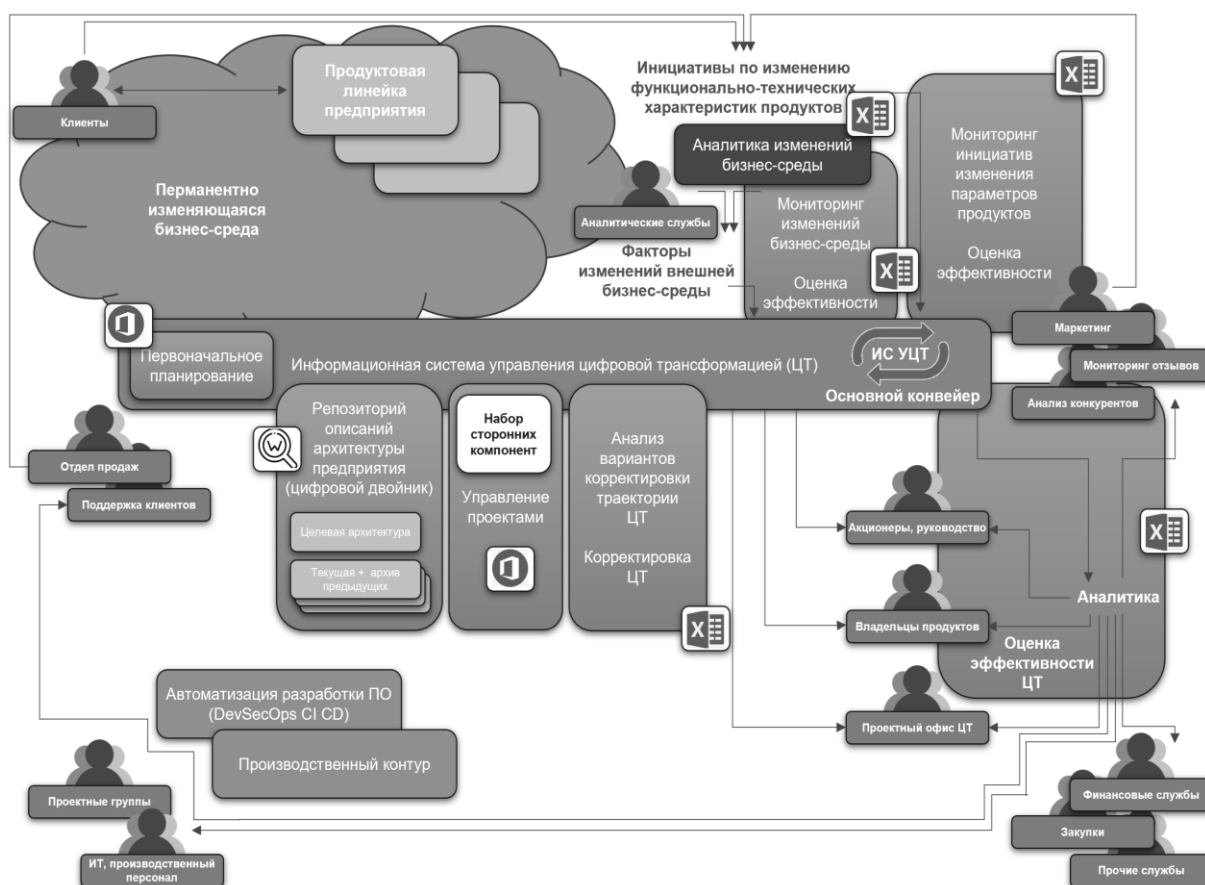 Клиенты
Продуктовая
линейка
предприятия
Перманентно
изменяющаяся
бизнес-среда
Инициативы по изменению
функционально-технических
характеристик продуктов
X
Аналитика изменений
бизнес-среды
Аналитические службы
Мониторинг
изменений
бизнес-среды
Оценка
эффективности
X
Факторы
изменений внешней
бизнес-среды
X
Мониторинг
инициатив
изменения
параметров
продуктов
Оценка
эффективности
Маркетинг
Мониторинг отзывов
Анализ конкурентов
Первоначальное
планирование
Информационная система управления цифровой трансформацией (ЦТ)
ИС УЦТ
Основной конвейер
Отдел продаж
Поддержка клиентов
W
Репозиторий
описаний
архитектуры
предприятия
(цифровой двойник)
Целевая архитектура
Текущая + архив
предыдущих
Набор
сторонних
компонент
Управление
проектами
Анализ
вариантов
корректировки
траектории
ЦТ
Корректировка
ЦТ
X
Акционеры, руководство
Владельцы продуктов
Проектный офис ЦТ
X
Аналитика
Оценка
эффективности
ЦТ
Автоматизация разработки ПО
(DevSecOps CI CD)
Производственный контур
Проектные группы
ИТ, производственный
персонал
Финансовые службы
Закупки
Прочие службы